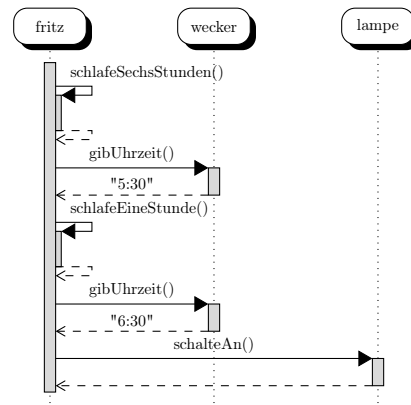 fritz wecker lampe
schlafeSechsStunden()
gibUhrzeit()
"5:30"
schlafeEineStunde()
gibUhrzeit()
"6:30"
schalteAn()